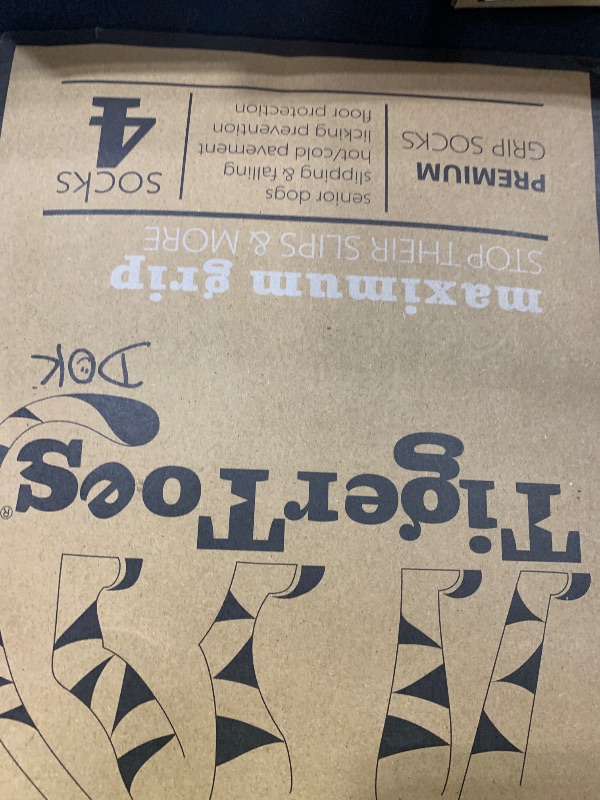 TigerToes®
DOK
maximum grip
STOP THEIR SLIPS & MORE
PREMIUM
GRIP SOCKS
senior dogs
slipping & falling
hot/cold pavement
licking prevention
floor protection
SOCKS
4